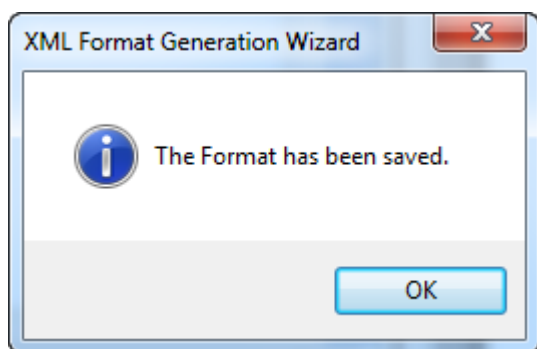 XML Format Generation Wizard
The Format has been saved.
OK